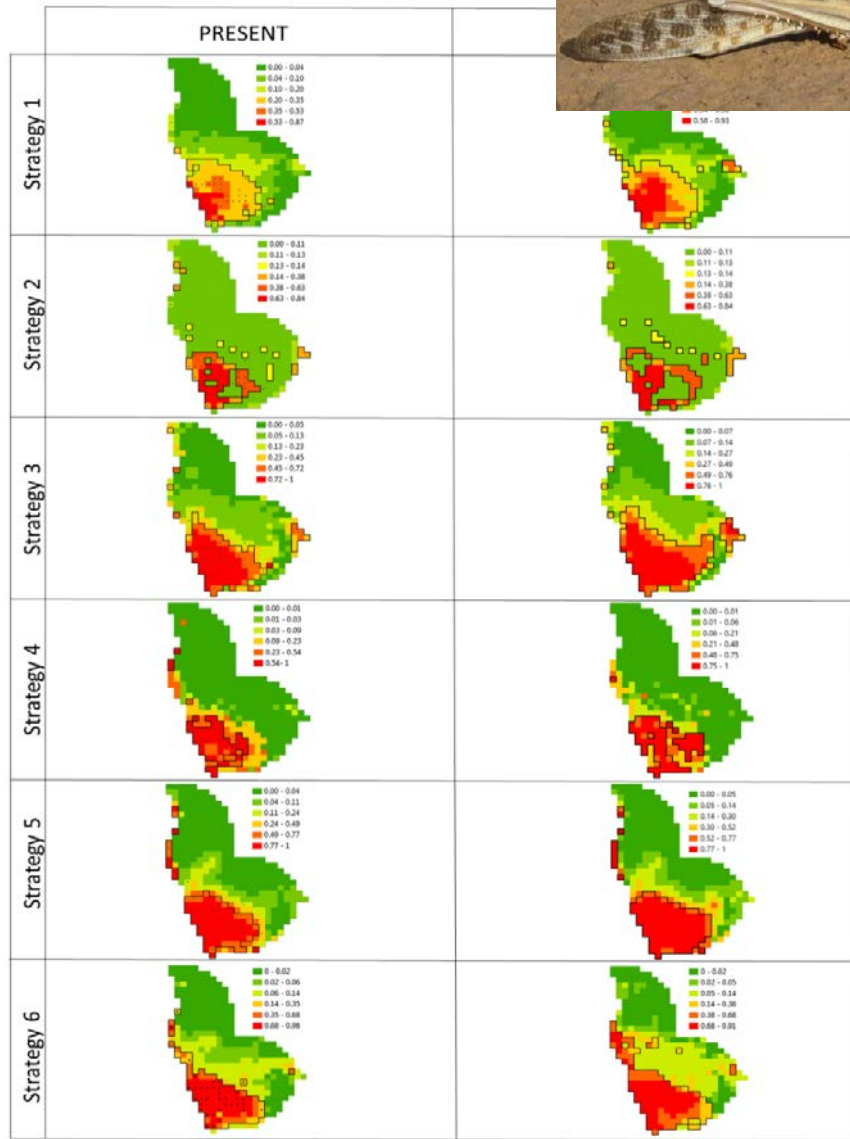 PRESENT
Strategy 1
0.00 - 0.04
0.04 - 0.10
0.10 - 0.20
0.20 - 0.35
0.35 - 0.53
0.53 - 0.87
0.58 - 0.93
Strategy 2
0.00 - 0.11
0.11 - 0.13
0.13 - 0.14
0.14 - 0.38
0.38 - 0.63
0.63 - 0.84
0.00 - 0.11
0.11 - 0.13
0.13 - 0.14
0.14 - 0.38
0.38 - 0.63
0.63 - 0.84
Strategy 3
0.00 - 0.05
0.05 - 0.13
0.13 - 0.23
0.23 - 0.45
0.45 - 0.72
0.72 - 1
0.00 - 0.07
0.07 - 0.14
0.14 - 0.27
0.27 - 0.49
0.49 - 0.76
0.76 - 1
Strategy 4
0.00 - 0.01
0.01 - 0.03
0.03 - 0.09
0.09 - 0.23
0.23 - 0.54
0.54 - 1
0.00 - 0.01
0.01 - 0.06
0.06 - 0.21
0.21 - 0.48
0.48 - 0.75
0.75 - 1
Strategy 5
0.00 - 0.04
0.04 - 0.11
0.11 - 0.24
0.24 - 0.49
0.49 - 0.77
0.77 - 1
0.00 - 0.05
0.05 - 0.14
0.14 - 0.30
0.30 - 0.52
0.52 - 0.77
0.77 - 1
Strategy 6
0 - 0.02
0.02 - 0.06
0.06 - 0.14
0.14 - 0.35
0.35 - 0.68
0.68 - 0.98
0 - 0.02
0.02 - 0.05
0.05 - 0.14
0.14 - 0.38
0.38 - 0.68